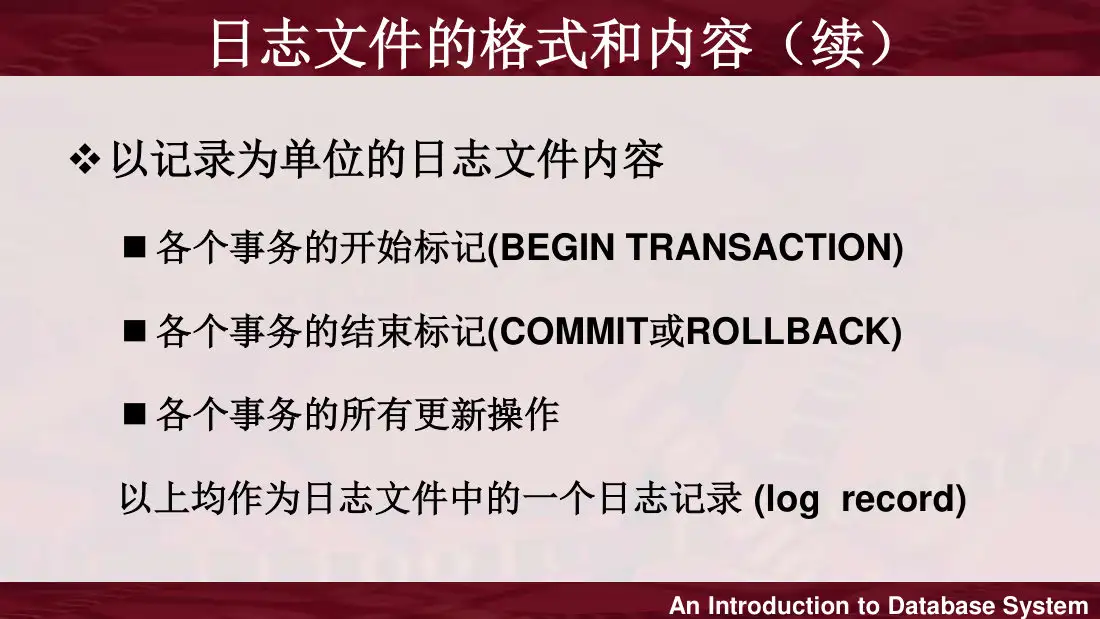 日志文件的格式和内容（续）
❖以记录为单位的日志文件内容
■ 各个事务的开始标记(BEGIN TRANSACTION)
■ 各个事务的结束标记(COMMIT或ROLLBACK)
■ 各个事务的所有更新操作
以上均作为日志文件中的一个日志记录 (log record)
An Introduction to Database System